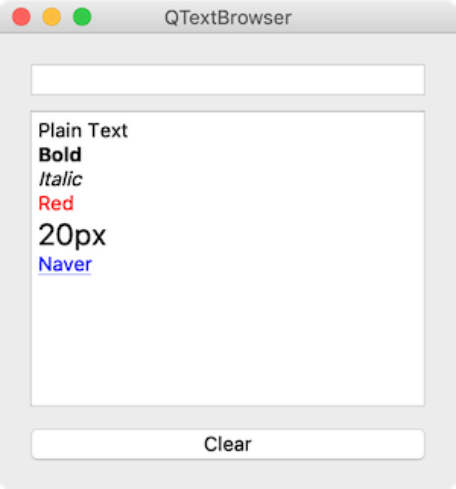 QTextBrowser
Plain Text
Bold
Italic
Red
20px
Naver
Clear